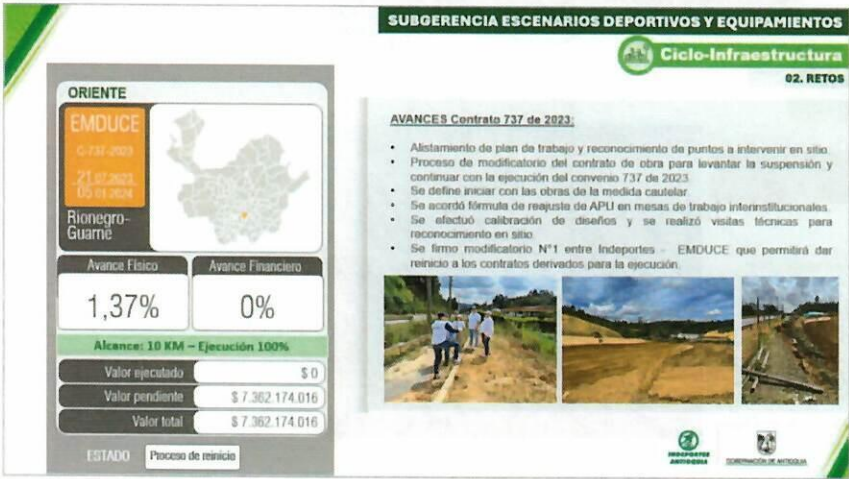 SUBGERENCIA ESCENARIOS DEPORTIVOS Y EQUIPAMIENTOS
Ciclo-Infraestructura
02. RETOS
ORIENTE
EMDUCE
C-737-2023
21.07.2023
Rionegro-
Guarne
Avance Físico
Avance Financiero
1,37%
0%
Alcance: 10 KM – Ejecución 100%
Valor ejecutado
$ 0
Valor pendiente
$ 7.362.174.016
Valor total
$ 7.362.174.016
ESTADO
Proceso de reinicio
AVANCES Contrato 737 de 2023:
• Alistamiento de plan de trabajo y reconocimiento de puntos a intervenir en sitio.
• Proceso de modificatorio del contrato de obra para levantar la suspensión y
continuar con la ejecución del convenio 737 de 2023
• Se define iniciar con las obras de la medida cautelar.
• Se acordó fórmula de reajuste de APU en mesas de trabajo interinstitucionales.
• Se efectuó calibración de diseños y se realizó visitas técnicas para
reconocimiento en sitio
• Se firmo modificatorio N°1 entre Indeportes - EMDUCE que permitirá dar
reinicio a los contratos derivados para la ejecución.
INDEPORTES
ANTIOQUIA
GOBERNACIÓN DE ANTIOQUIA